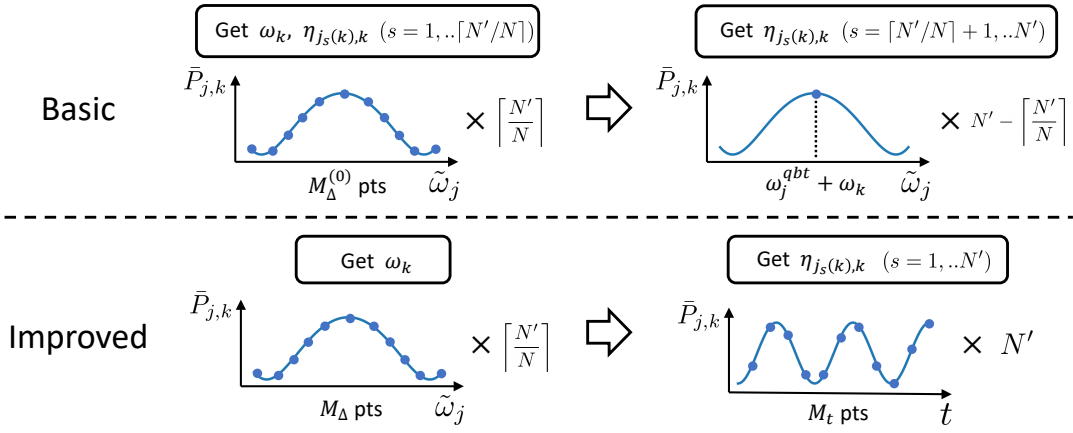 Get ω_k, η_{j_s(k),k} (s = 1,..⌈N′/N⌉)
Get η_{j_s(k),k} (s = ⌈N′/N⌉ + 1,..N′)
Basic
P̄_{j,k}
× ⌈N′/N⌉
M_Δ^{(0)} pts
ω̃_j
P̄_{j,k}
× N′ − ⌈N′/N⌉
ω_j^{qbt} + ω_k
ω̃_j
Get ω_k
Get η_{j_s(k),k} (s = 1,..N′)
Improved
P̄_{j,k}
× ⌈N′/N⌉
M_Δ pts
ω̃_j
P̄_{j,k}
× N′
M_t pts
t